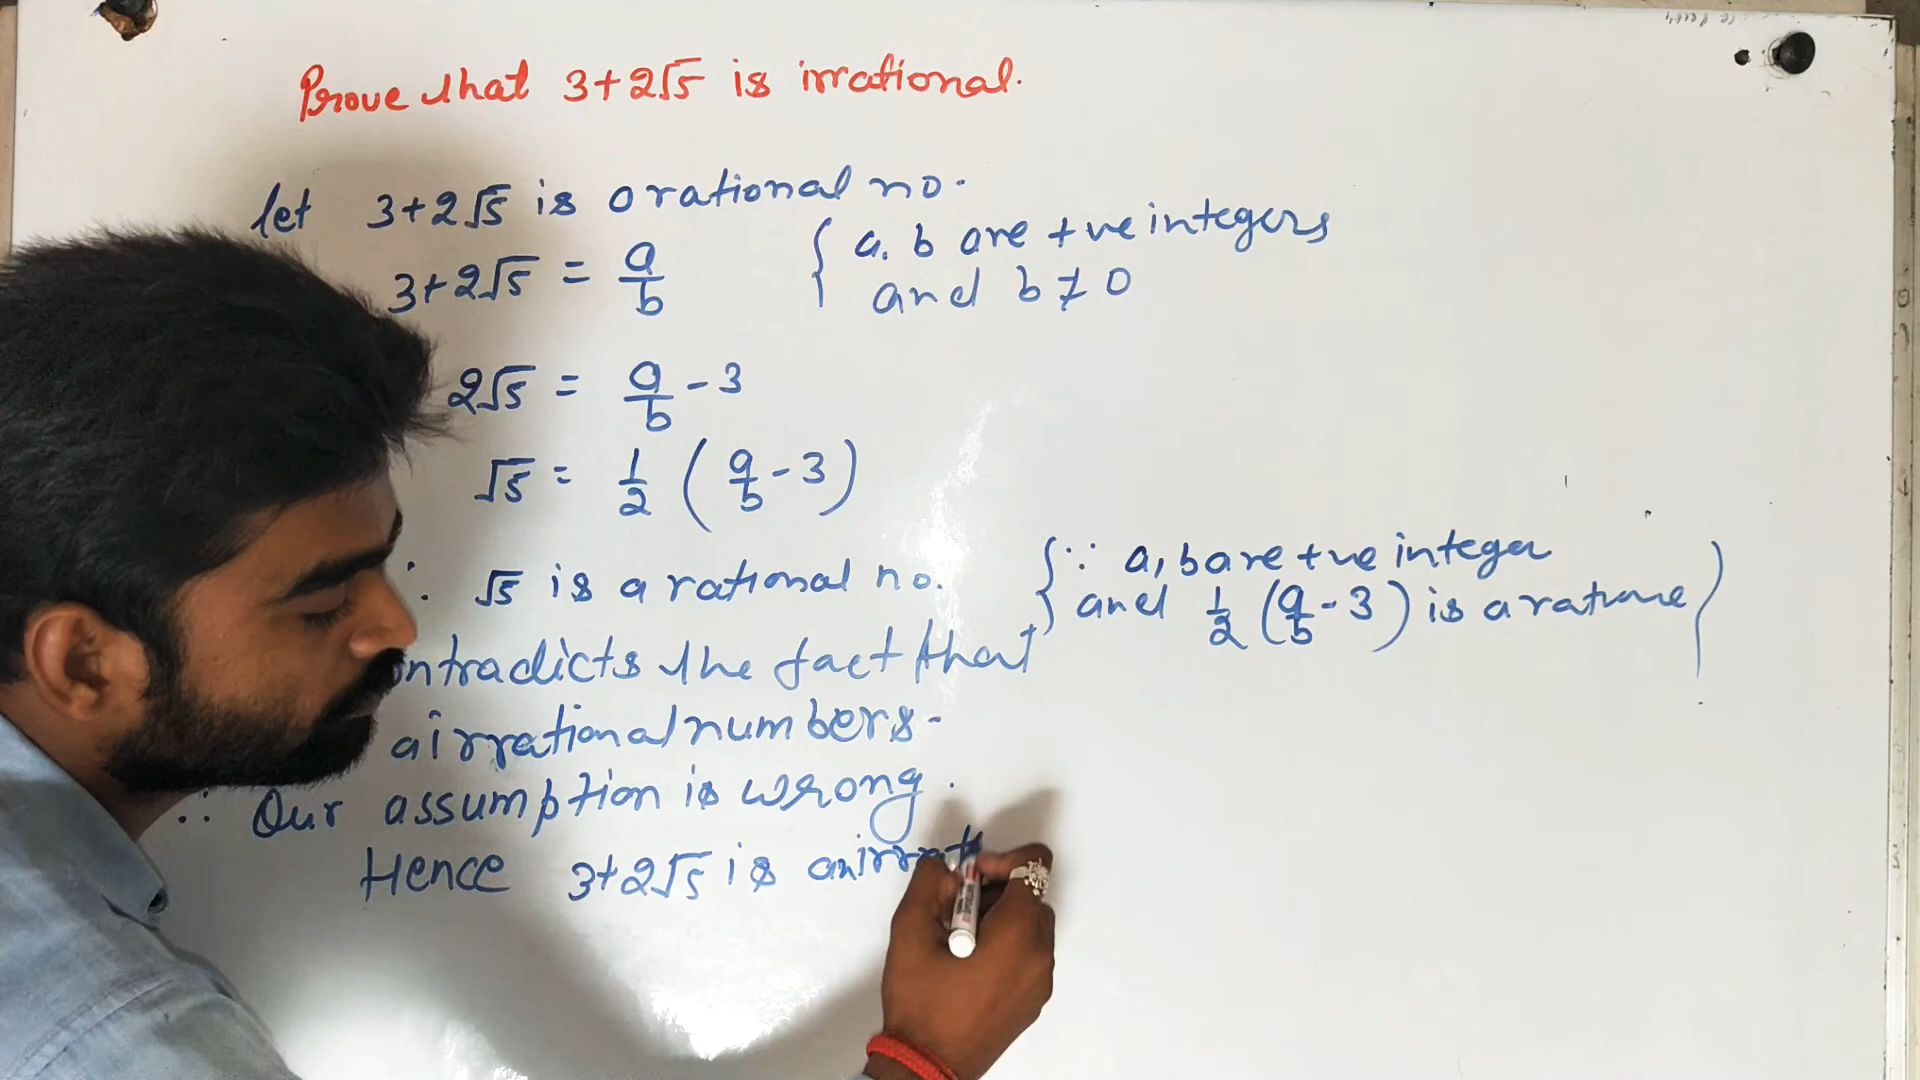 Prove that 3+2√5 is irrational.
let 3+2√5 is a rational no.
3+2√5 = a/b { a, b are +ve integers
and b ≠ 0
2√5 = a/b - 3
√5 = 1/2 ( a/b - 3 )
∴ √5 is a rational no. { ∵ a, b are +ve integer
and 1/2 ( a/b - 3 ) is a }
ntradicts the fact that
a irrational numbers.
∴ Our assumption is wrong.
Hence 3+2√5 is an irrat